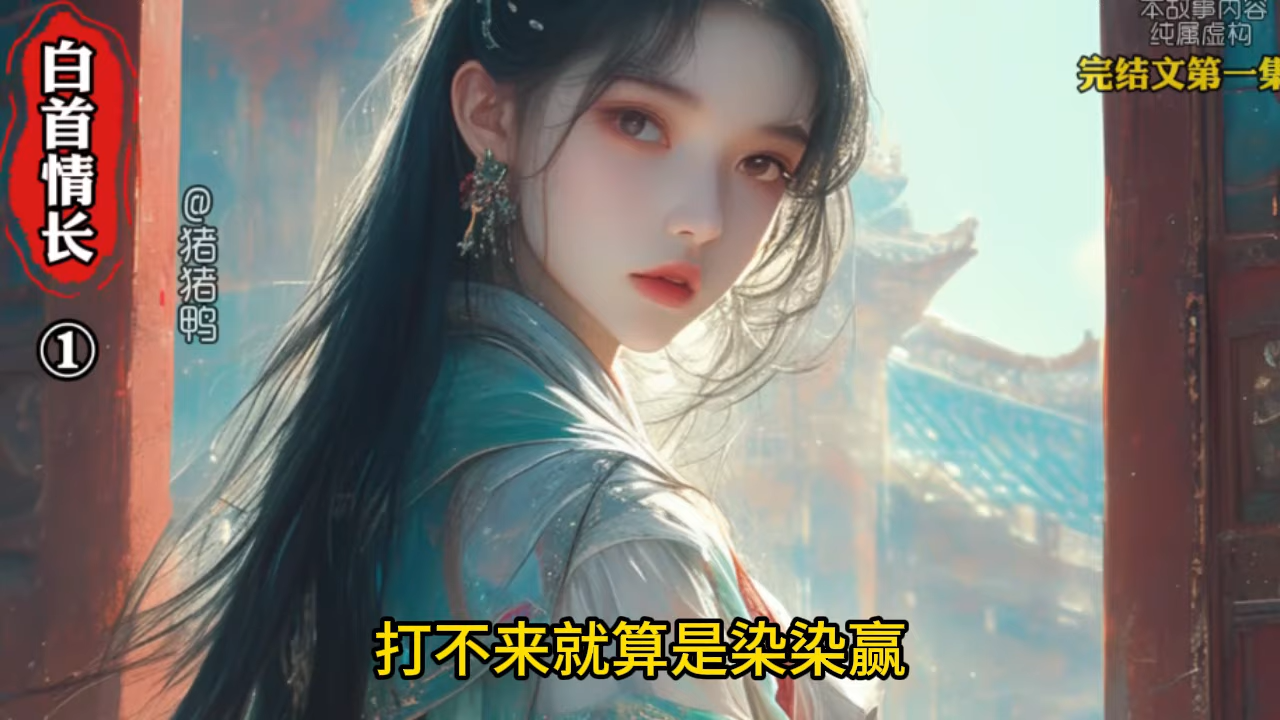 白首情长
①
@猪猪鸭
本故事内容
纯属虚构
完结文第一集
打不来就算是染染赢